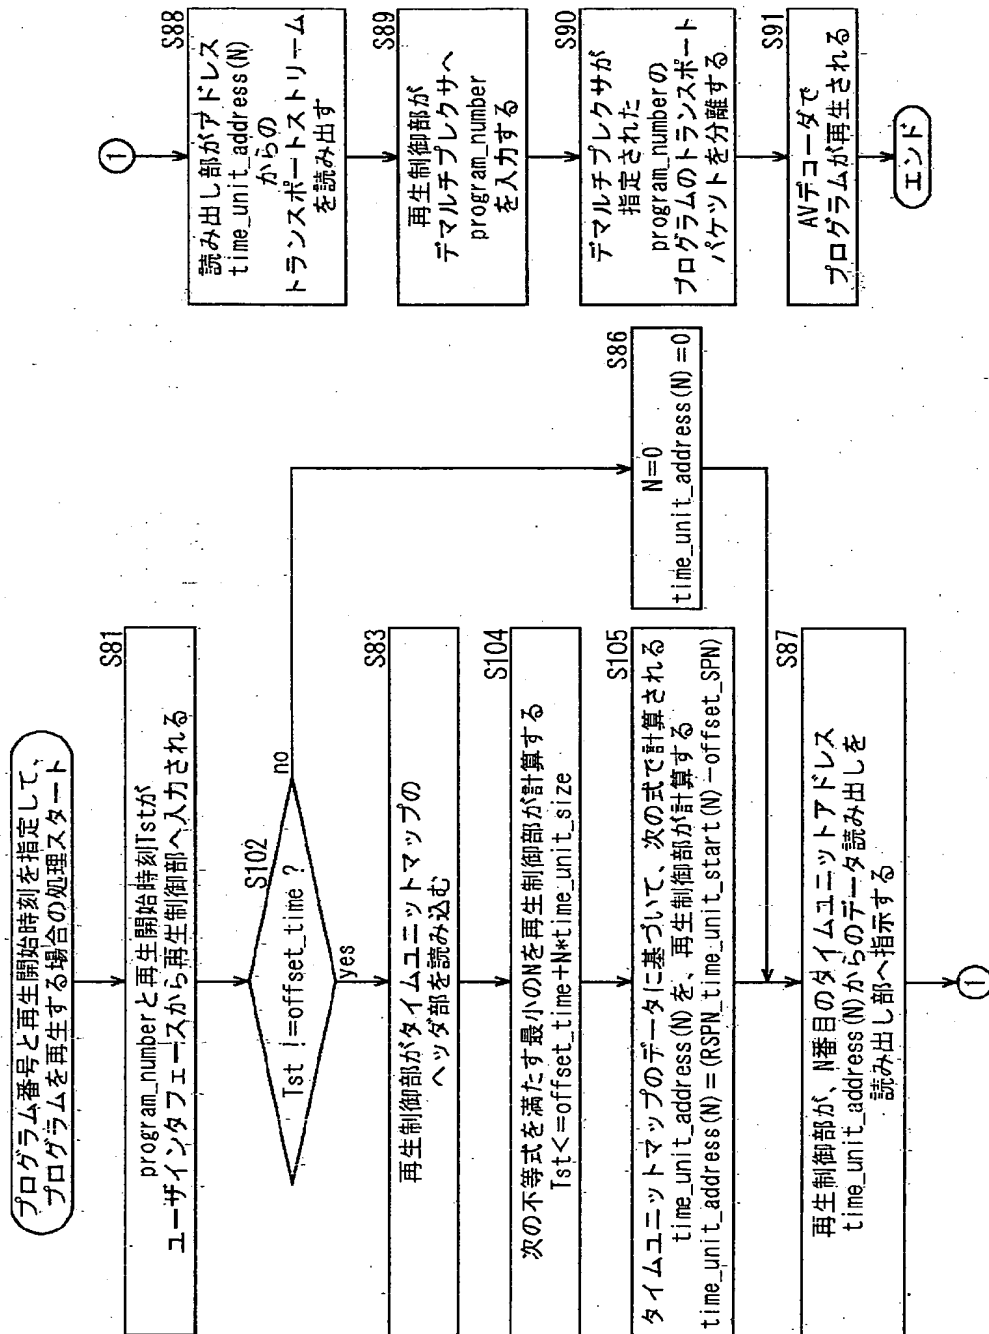 プログラム番号と再生開始時刻を指定して、
プログラムを再生する場合の処理スタート
S81
program_numberと再生開始時刻Tstが
ユーザインタフェースから再生制御部へ入力される
S102
Tst !=offset_time ?
no
yes
S83
再生制御部がタイムユニットマップの
ヘッダ部を読み込む
S104
次の不等式を満たす最小のNを再生制御部が計算する
Tst<=offset_time+N*time_unit_size
S105
タイムユニットマップのデータに基づいて、次の式で計算される
time_unit_address(N)を、再生制御部が計算する
time_unit_address(N)=(RSPN_time_unit_start(N)-offset_SPN)
S86
N=0
time_unit_address(N)=0
S87
再生制御部が、N番目のタイムユニットアドレス
time_unit_address(N)からのデータ読み出しを
読み出し部へ指示する
1
1
S88
読み出し部がアドレス
time_unit_address(N)
からの
トランスポートストリーム
を読み出す
S89
再生制御部が
デマルチプレクサへ
program_number
を入力する
S90
デマルチプレクサが
指定された
program_numberの
プログラムのトランスポート
パケットを分離する
S91
AVデコーダで
プログラムが再生される
エンド